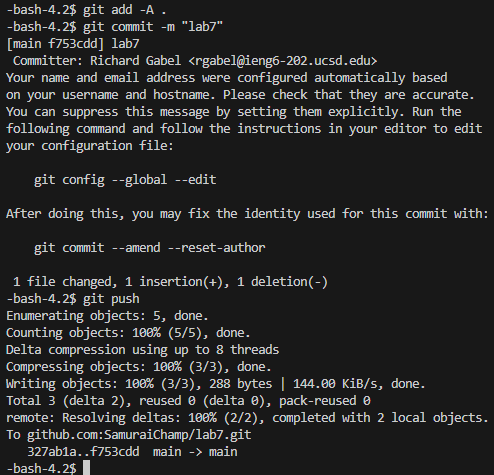 -bash-4.2$ git add -A .
-bash-4.2$ git commit -m "lab7"
[main f753cdd] lab7
 Committer: Richard Gabel <rgabel@ieng6-202.ucsd.edu>
Your name and email address were configured automatically based
on your username and hostname. Please check that they are accurate.
You can suppress this message by setting them explicitly. Run the
following command and follow the instructions in your editor to edit
your configuration file:

    git config --global --edit

After doing this, you may fix the identity used for this commit with:

    git commit --amend --reset-author

 1 file changed, 1 insertion(+), 1 deletion(-)
-bash-4.2$ git push
Enumerating objects: 5, done.
Counting objects: 100% (5/5), done.
Delta compression using up to 8 threads
Compressing objects: 100% (3/3), done.
Writing objects: 100% (3/3), 288 bytes | 144.00 KiB/s, done.
Total 3 (delta 2), reused 0 (delta 0), pack-reused 0
remote: Resolving deltas: 100% (2/2), completed with 2 local objects.
To github.com:SamuraiChamp/lab7.git
   327ab1a..f753cdd  main -> main
-bash-4.2$